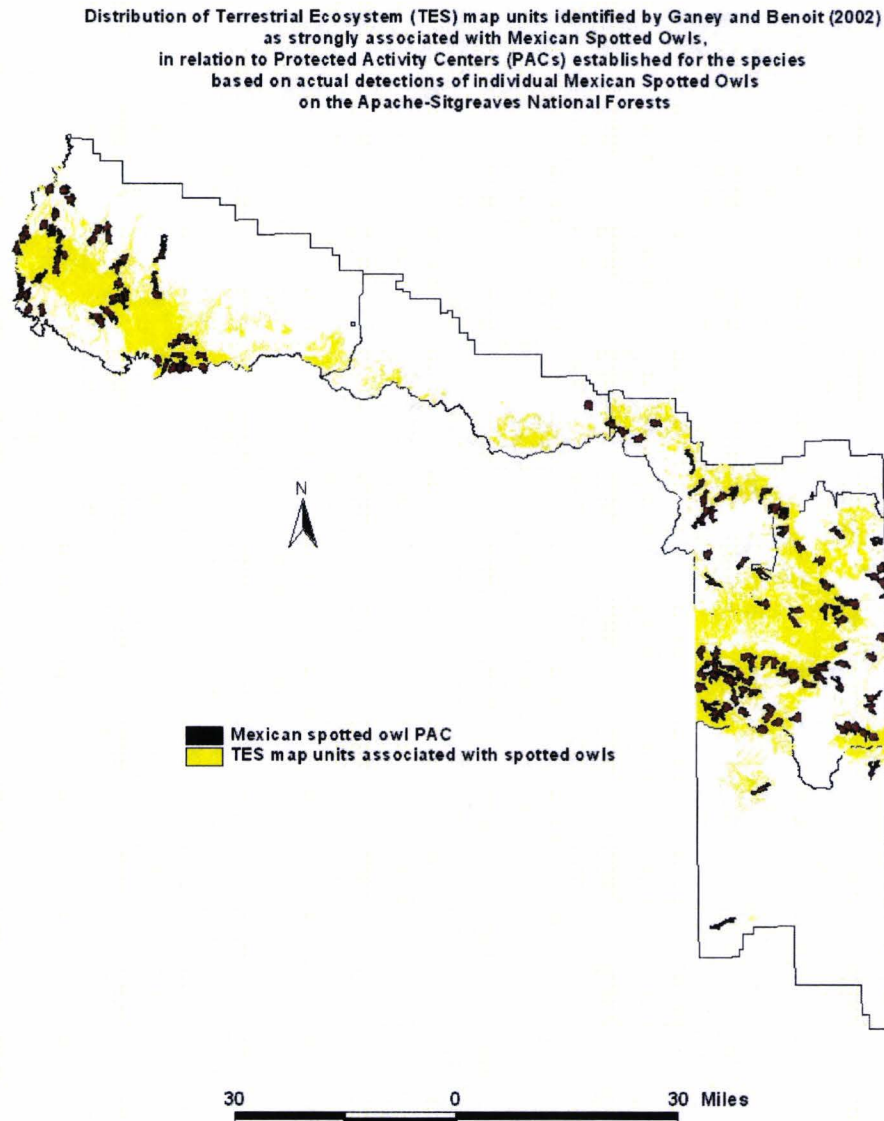 Distribution of Terrestrial Ecosystem (TES) map units identified by Ganey and Benoit (2002)
as strongly associated with Mexican Spotted Owls,
in relation to Protected Activity Centers (PACs) established for the species
based on actual detections of individual Mexican Spotted Owls
on the Apache-Sitgreaves National Forests
N
Mexican spotted owl PAC
TES map units associated with spotted owls
30 0 30 Miles